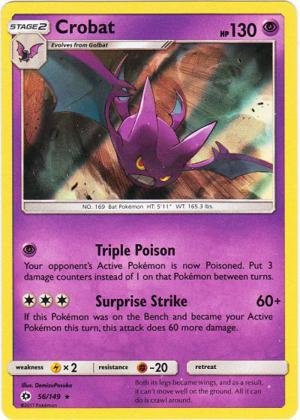 STAGE2 Crobat HP130
Evolves from Golbat
NO. 169 Bat Pokémon HT: 5'11" WT: 165.3 lbs.
Triple Poison
Your opponent's Active Pokémon is now Poisoned. Put 3
damage counters instead of 1 on that Pokémon between turns.
Surprise Strike 60+
If this Pokémon was on the Bench and became your Active
Pokémon this turn, this attack does 60 more damage.
weakness ×2 resistance -20 retreat
Illus. DemizuPosuka
56/149 ★
©2017 Pokémon
Both its legs became wings, and as a result,
it can't move well on the ground. All it can
do is crawl around.